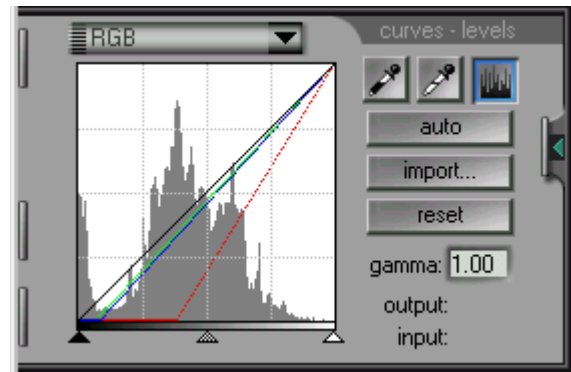 RGB
curves - levels
auto
import...
reset
gamma: 1.00
output:
input: